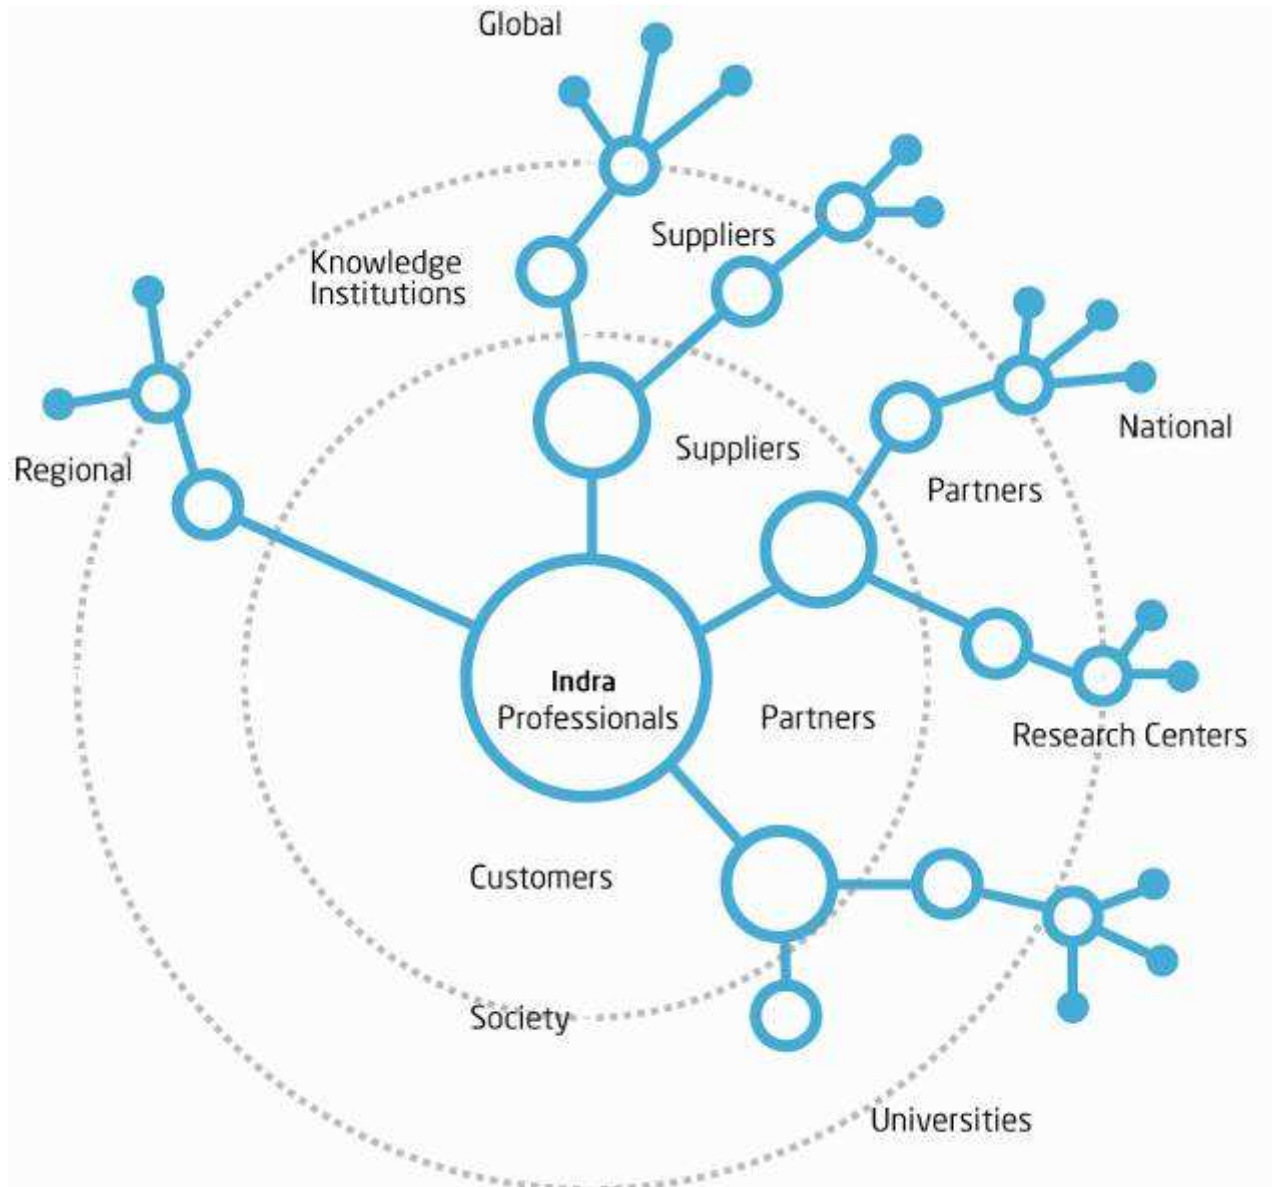 Global
Suppliers
Knowledge
Institutions
National
Suppliers
Regional
Partners
Indra
Professionals
Partners
Research Centers
Customers
Society
Universities